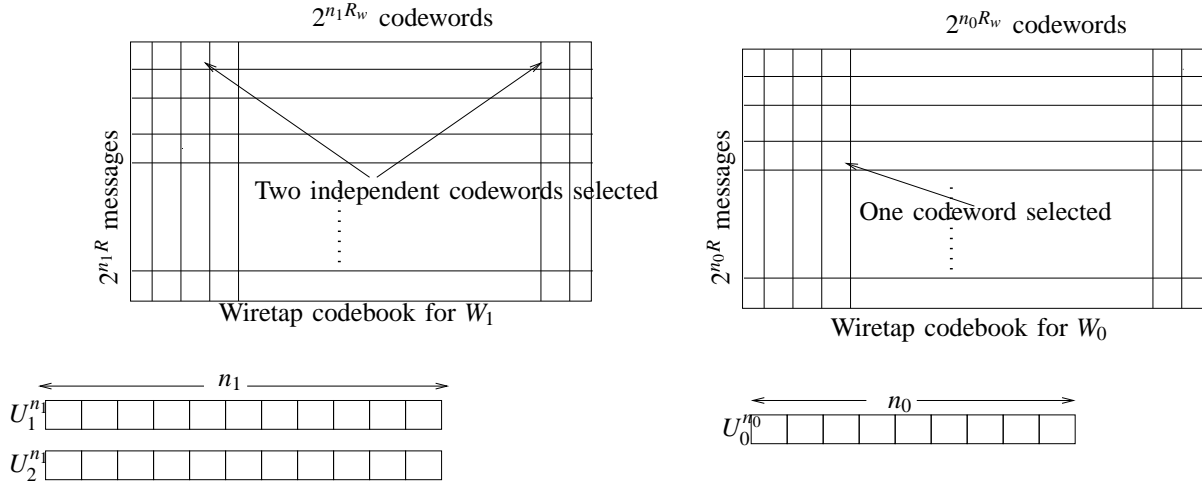 2^{n_1 R_w} codewords
2^{n_1 R} messages
Two independent codewords selected
Wiretap codebook for W_1
2^{n_0 R_w} codewords
2^{n_0 R} messages
One codeword selected
Wiretap codebook for W_0
n_1
U_1^{n_1}
U_2^{n_1}
n_0
U_0^{n_0}